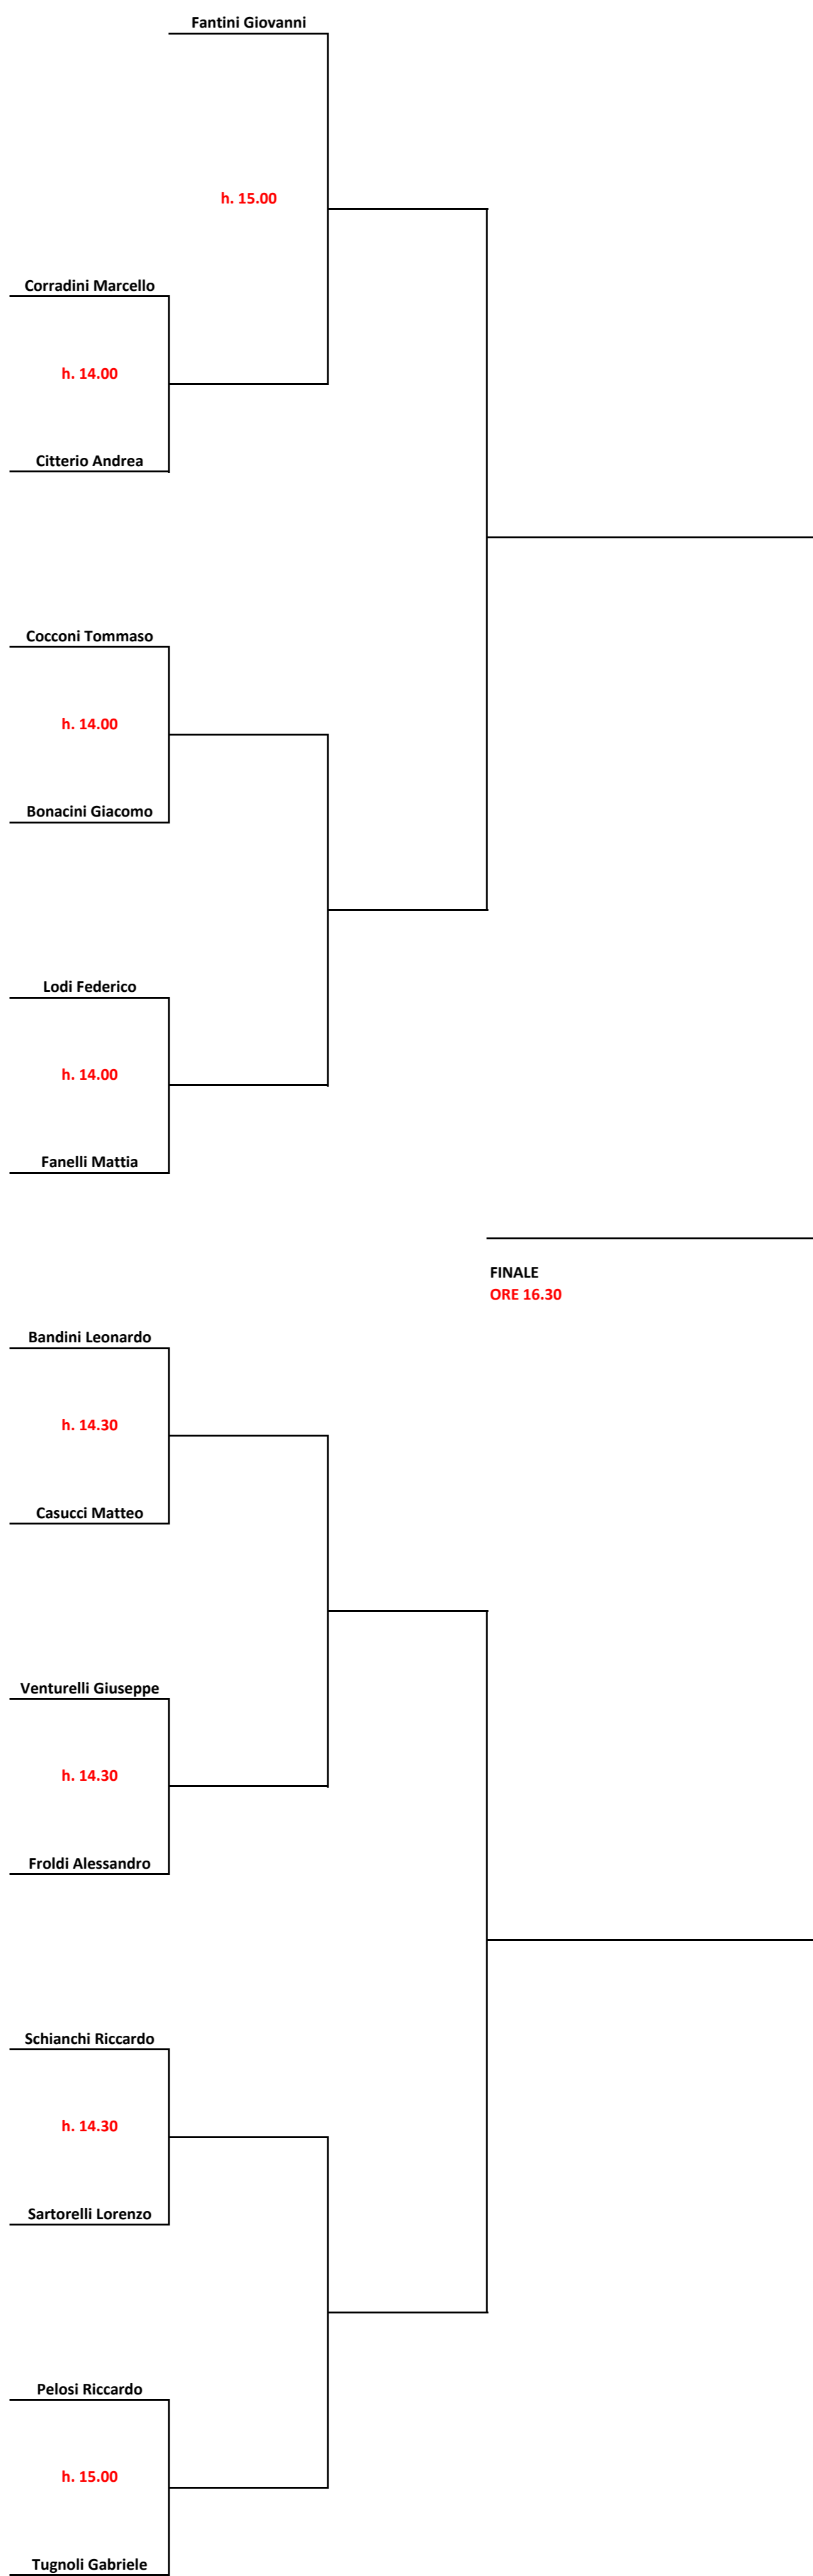 Fantini Giovanni
h. 15.00
Corradini Marcello
h. 14.00
Citterio Andrea
Cocconi Tommaso
h. 14.00
Bonacini Giacomo
Lodi Federico
h. 14.00
Fanelli Mattia
FINALE
ORE 16.30
Bandini Leonardo
h. 14.30
Casucci Matteo
Venturelli Giuseppe
h. 14.30
Froldi Alessandro
Schianchi Riccardo
h. 14.30
Sartorelli Lorenzo
Pelosi Riccardo
h. 15.00
Tugnoli Gabriele